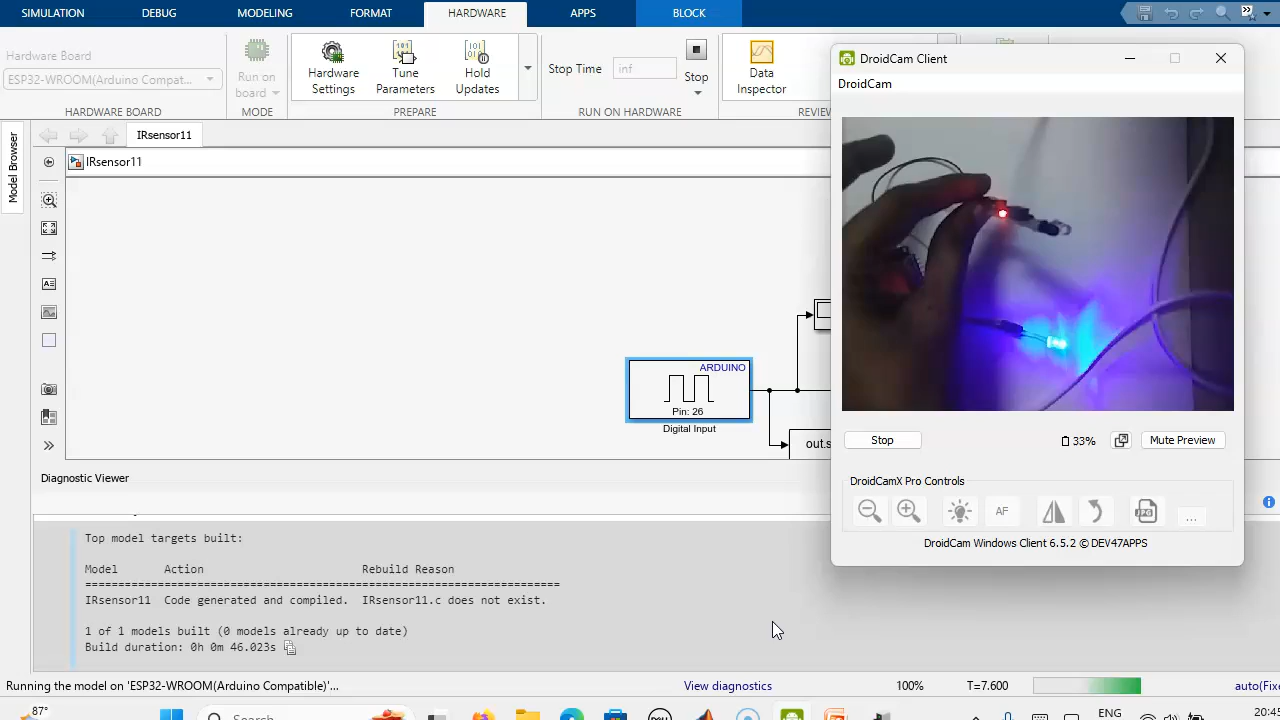 SIMULATION DEBUG MODELING FORMAT HARDWARE APPS BLOCK
Hardware Board
ESP32-WROOM(Arduino Compat...
HARDWARE BOARD
Run on
board
MODE
Hardware
Settings
Tune
Parameters
Hold
Updates
PREPARE
Stop Time inf
Stop
RUN ON HARDWARE
Data
Inspector
REVIEW
Model Browser
IRsensor11
IRsensor11
ARDUINO
Pin: 26
Digital Input
out.s
DroidCam Client
DroidCam
Stop 33% Mute Preview
DroidCamX Pro Controls
AF JPG ...
DroidCam Windows Client 6.5.2 © DEV47APPS
Diagnostic Viewer
Top model targets built:
Model Action Rebuild Reason
====================================================================
IRsensor11 Code generated and compiled. IRsensor11.c does not exist.
1 of 1 models built (0 models already up to date)
Build duration: 0h 0m 46.023s
Running the model on 'ESP32-WROOM(Arduino Compatible)'... View diagnostics 100% T=7.600 auto(Fixe
87° Search ENG 20:45